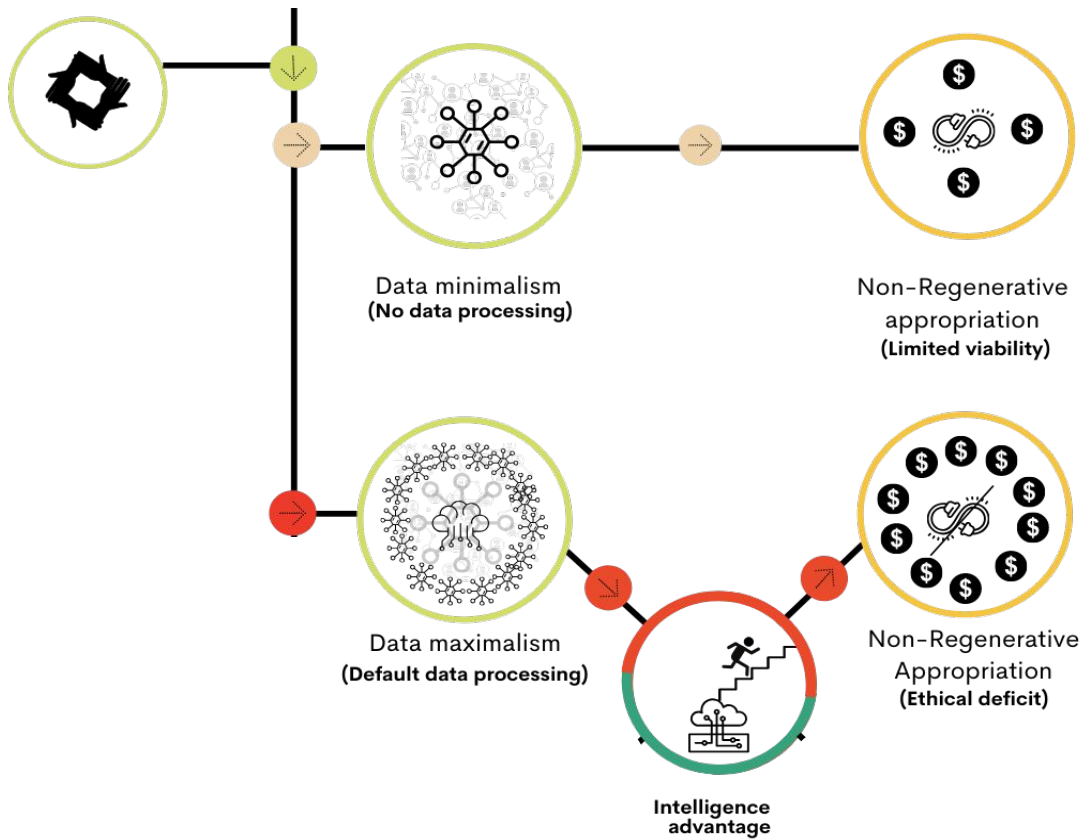 Data minimalism
(No data processing)
Non-Regenerative
appropriation
(Limited viability)
$
$
$
$
Data maximalism
(Default data processing)
Non-Regenerative
Appropriation
(Ethical deficit)
$
$
$
$
$
$
$
$
$
$
Intelligence
advantage